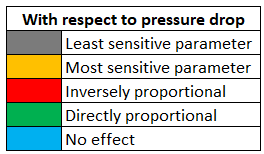 With respect to pressure drop
Least sensitive parameter
Most sensitive parameter
Inversely proportional
Directly proportional
No effect